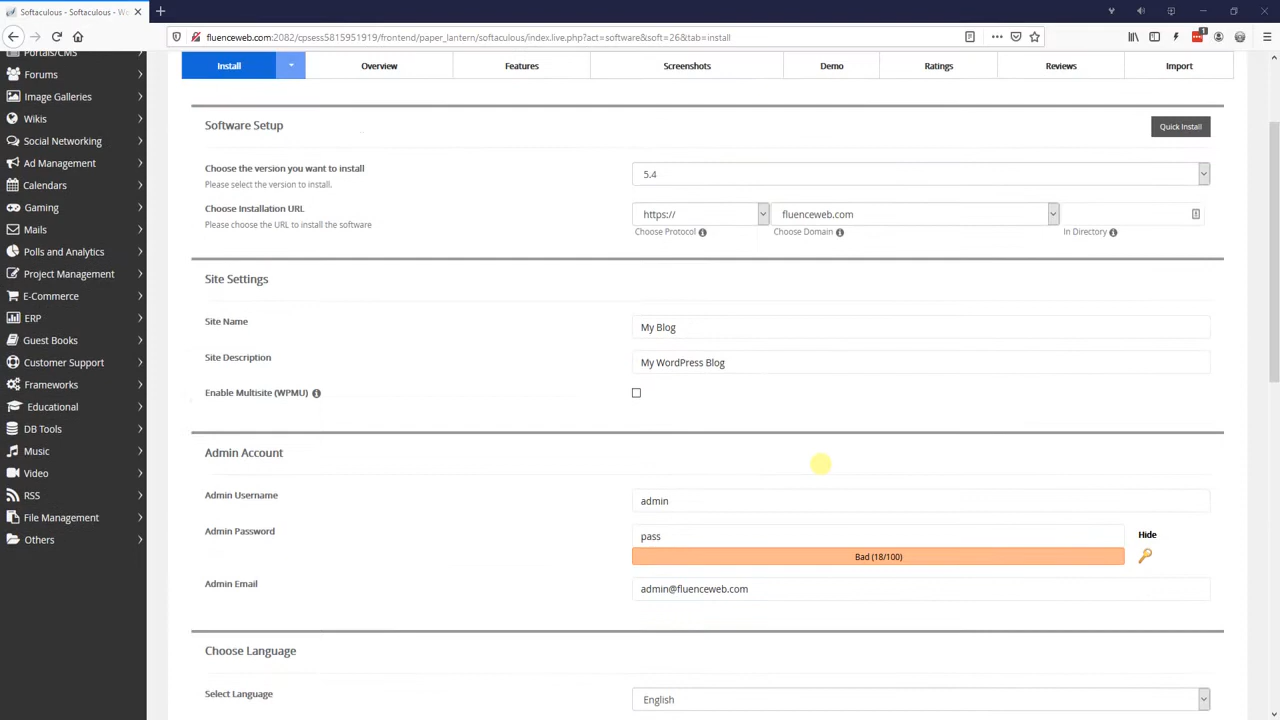 Softaculous - Softaculous - We
fluenceweb.com:2082/cpsess5815951919/frontend/paper_lantern/softaculous/index.live.php?act=software&soft=26&tab=install
1
Portals/CMS
Forums
Image Galleries
Wikis
Social Networking
Ad Management
Calendars
Gaming
Mails
Polls and Analytics
Project Management
E-Commerce
ERP
Guest Books
Customer Support
Frameworks
Educational
DB Tools
Music
Video
RSS
File Management
Others
Install
Overview
Features
Screenshots
Demo
Ratings
Reviews
Import
Software Setup
Quick Install
Choose the version you want to install
Please select the version to install.
5.4
Choose Installation URL
Please choose the URL to install the software
https://
fluenceweb.com
Choose Protocol
Choose Domain
In Directory
Site Settings
Site Name
My Blog
Site Description
My WordPress Blog
Enable Multisite (WPMU)
Admin Account
Admin Username
admin
Admin Password
pass
Hide
Bad (18/100)
Admin Email
admin@fluenceweb.com
Choose Language
Select Language
English